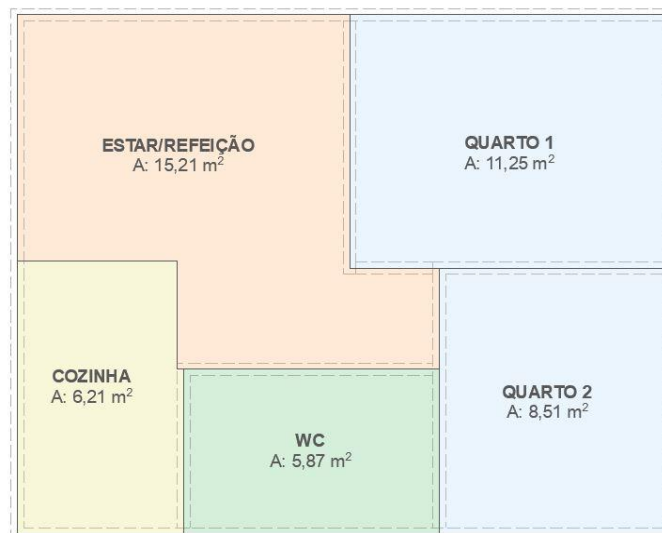 ESTAR/REFEIÇÃO
A: 15,21 m²
QUARTO 1
A: 11,25 m²
COZINHA
A: 6,21 m²
QUARTO 2
A: 8,51 m²
WC
A: 5,87 m²